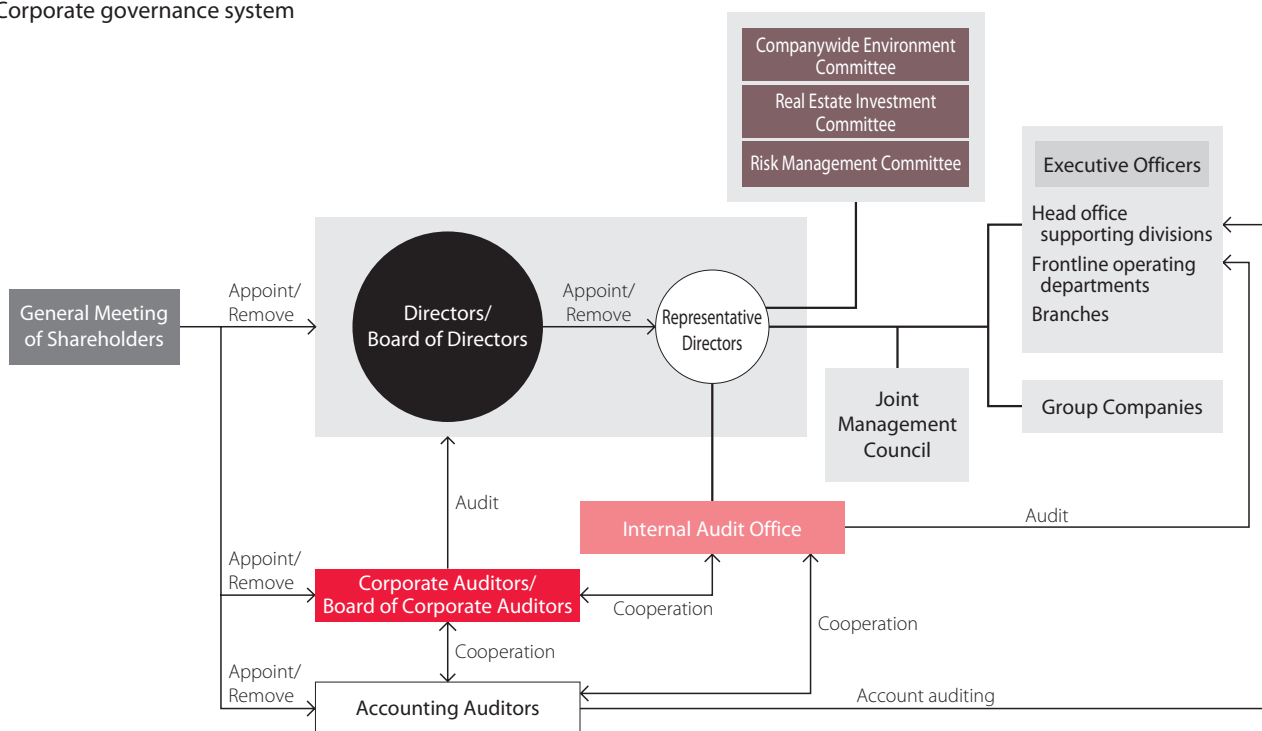 Corporate governance system
Companywide Environment
Committee
Real Estate Investment
Committee
Risk Management Committee
Executive Officers
Head office
supporting divisions
Frontline operating
departments
Branches
General Meeting
of Shareholders
Appoint/
Remove
Directors/
Board of Directors
Appoint/
Remove
Representative
Directors
Joint
Management
Council
Group Companies
Audit
Internal Audit Office
Audit
Appoint/
Remove
Corporate Auditors/
Board of Corporate Auditors
Cooperation
Cooperation
Cooperation
Appoint/
Remove
Accounting Auditors
Account auditing